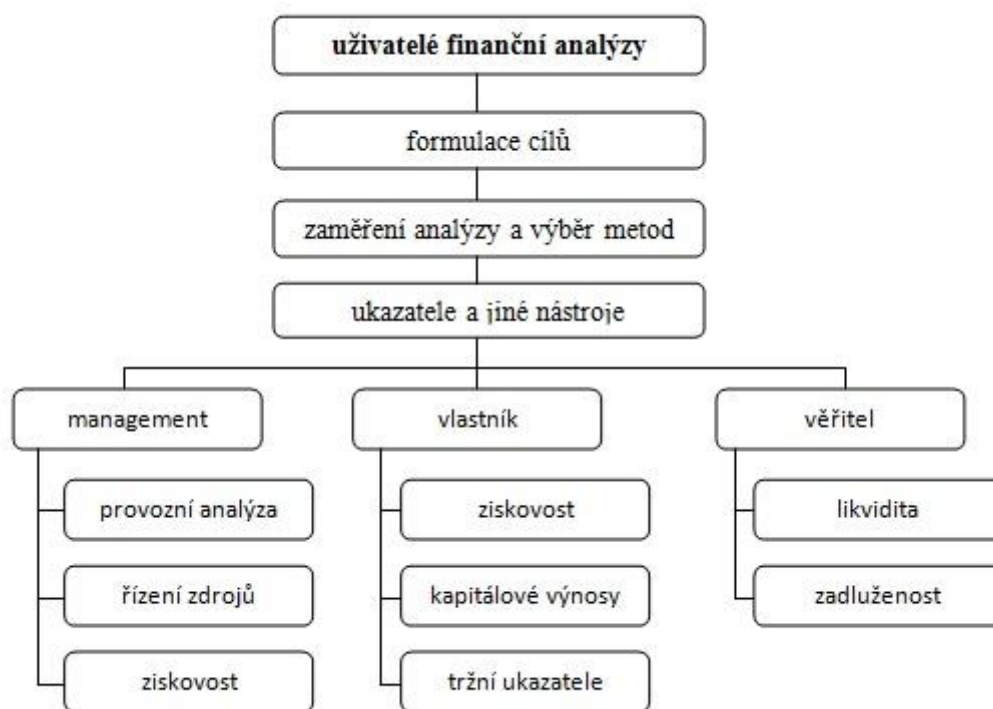 uživatelé finanční analýzy
formulace cílů
zaměření analýzy a výběr metod
ukazatele a jiné nástroje
management
provozní analýza
řízení zdrojů
ziskovost
vlastník
ziskovost
kapitálové výnosy
tržní ukazatele
věřitel
likvidita
zadluženost